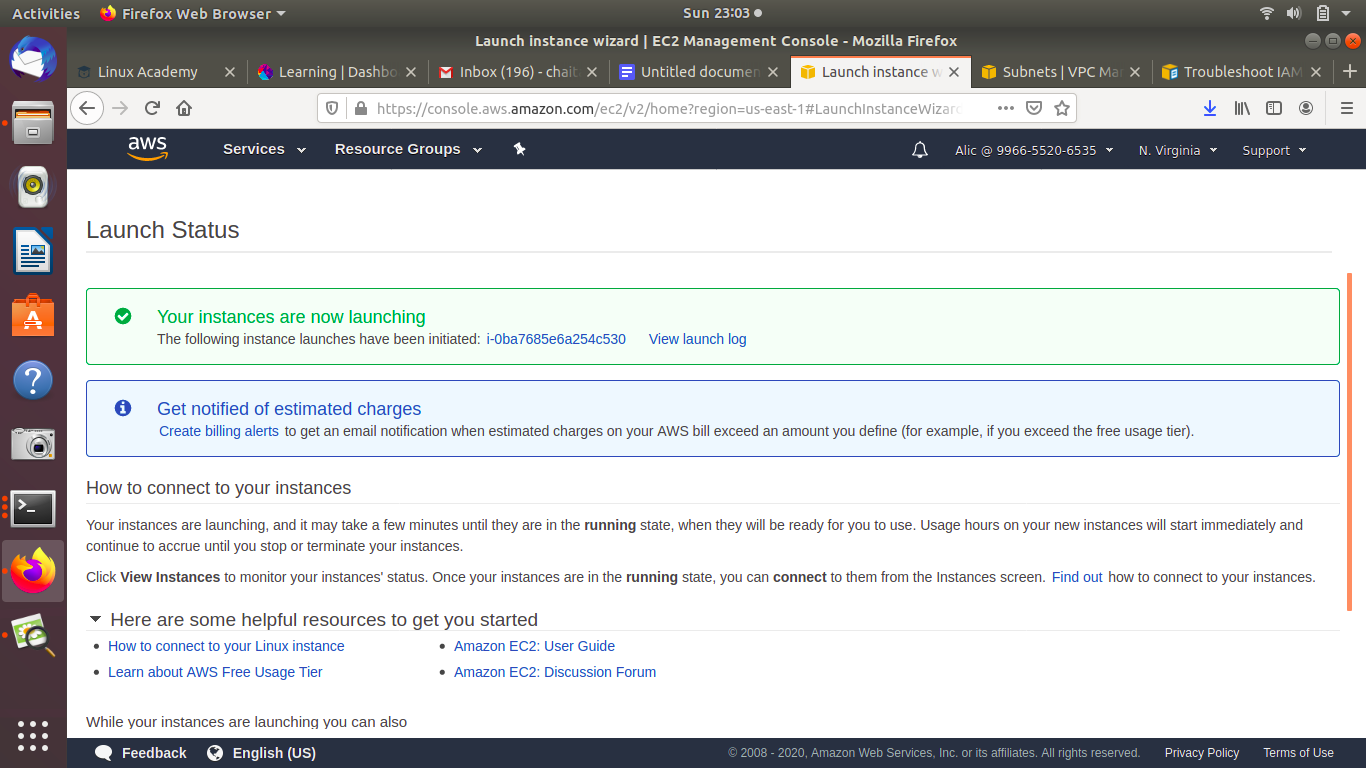 Activities Firefox Web Browser Sun 23:03
Launch instance wizard | EC2 Management Console - Mozilla Firefox
Linux Academy Learning | Dashbo Inbox (196) - chait Untitled documen Launch instance w Subnets | VPC Ma Troubleshoot IAM
https://console.aws.amazon.com/ec2/v2/home?region=us-east-1#LaunchInstanceWizard
aws Services Resource Groups Alic @ 9966-5520-6535 N. Virginia Support
Launch Status
Your instances are now launching
The following instance launches have been initiated: i-0ba7685e6a254c530 View launch log
Get notified of estimated charges
Create billing alerts to get an email notification when estimated charges on your AWS bill exceed an amount you define (for example, if you exceed the free usage tier).
How to connect to your instances
Your instances are launching, and it may take a few minutes until they are in the running state, when they will be ready for you to use. Usage hours on your new instances will start immediately and
continue to accrue until you stop or terminate your instances.
Click View Instances to monitor your instances' status. Once your instances are in the running state, you can connect to them from the Instances screen. Find out how to connect to your instances.
Here are some helpful resources to get you started
• How to connect to your Linux instance • Amazon EC2: User Guide
• Learn about AWS Free Usage Tier • Amazon EC2: Discussion Forum
While your instances are launching you can also
Feedback English (US) © 2008 - 2020, Amazon Web Services, Inc. or its affiliates. All rights reserved. Privacy Policy Terms of Use